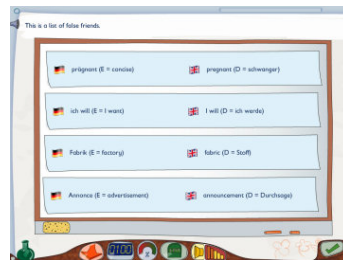 This is a list of false friends.
prägnant (E = concise) pregnant (D = schwanger)
ich will (E = I want) I will (D = ich werde)
Fabrik (E = factory) fabric (D = Stoff)
Annonce (E = advertisement) announcement (D = Durchsage)